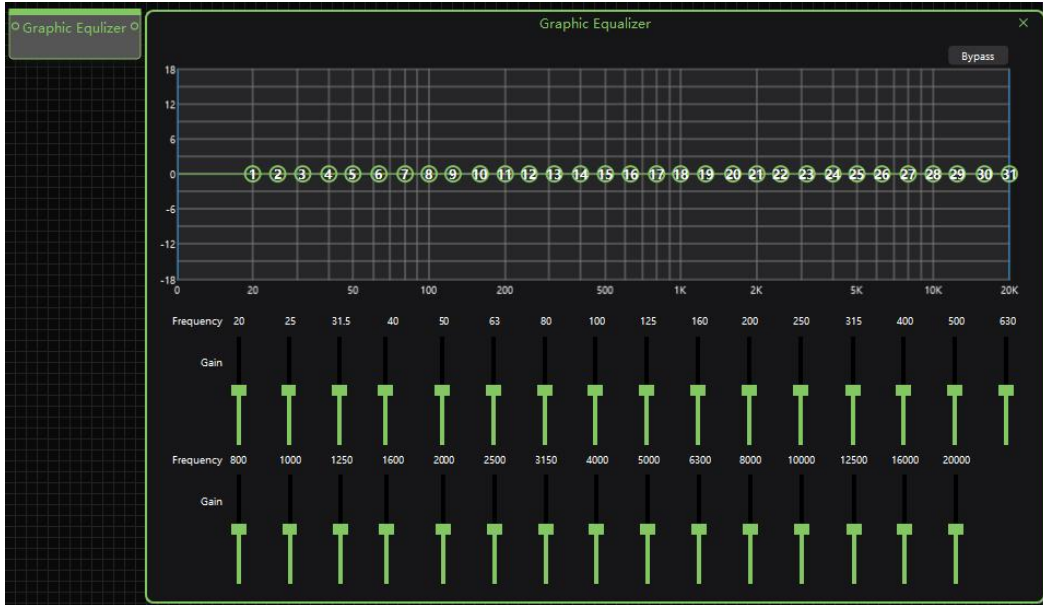 Graphic Equlizer
Graphic Equalizer ×
Bypass
18
12
6
0
-6
-12
-18
1 2 3 4 5 6 7 8 9 10 11 12 13 14 15 16 17 18 19 20 21 22 23 24 25 26 27 28 29 30 31
0 20 50 100 200 500 1K 2K 5K 10K 20K
Frequency 20 25 31.5 40 50 63 80 100 125 160 200 250 315 400 500 630
Gain
Frequency 800 1000 1250 1600 2000 2500 3150 4000 5000 6300 8000 10000 12500 16000 20000
Gain